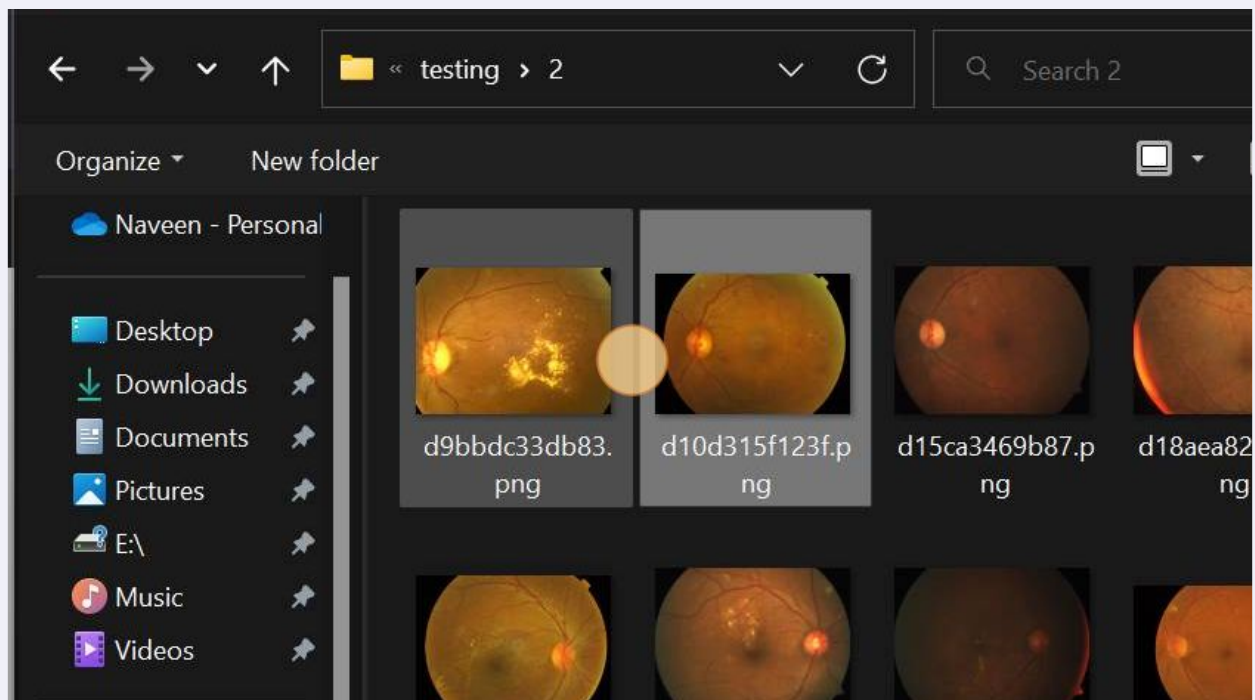 « testing › 2
Search 2
Organize
New folder
Naveen - Personal
Desktop
Downloads
Documents
Pictures
E:\
Music
Videos
d9bbdc33db83.
png
d10d315f123f.p
ng
d15ca3469b87.p
ng
d18aea82
ng